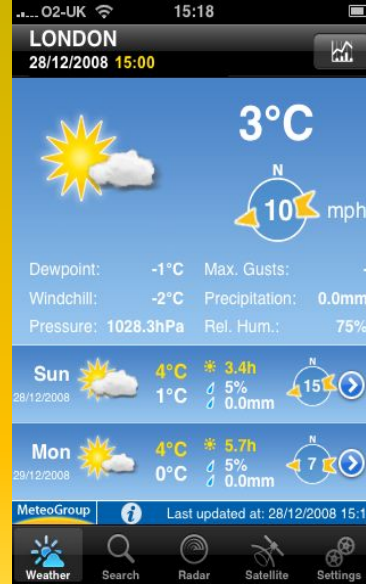 O2-UK 15:18
LONDON
28/12/2008 15:00
3°C
N
10 mph
Dewpoint: -1°C Max. Gusts: -
Windchill: -2°C Precipitation: 0.0mm
Pressure: 1028.3hPa Rel. Hum.: 75%
Sun 4°C 3.4h N
28/12/2008 1°C 5% 15
0.0mm
Mon 4°C 5.7h N
29/12/2008 0°C 5% 7
0.0mm
MeteoGroup i Last updated at: 28/12/2008 15:1
Weather Search Radar Satellite Settings